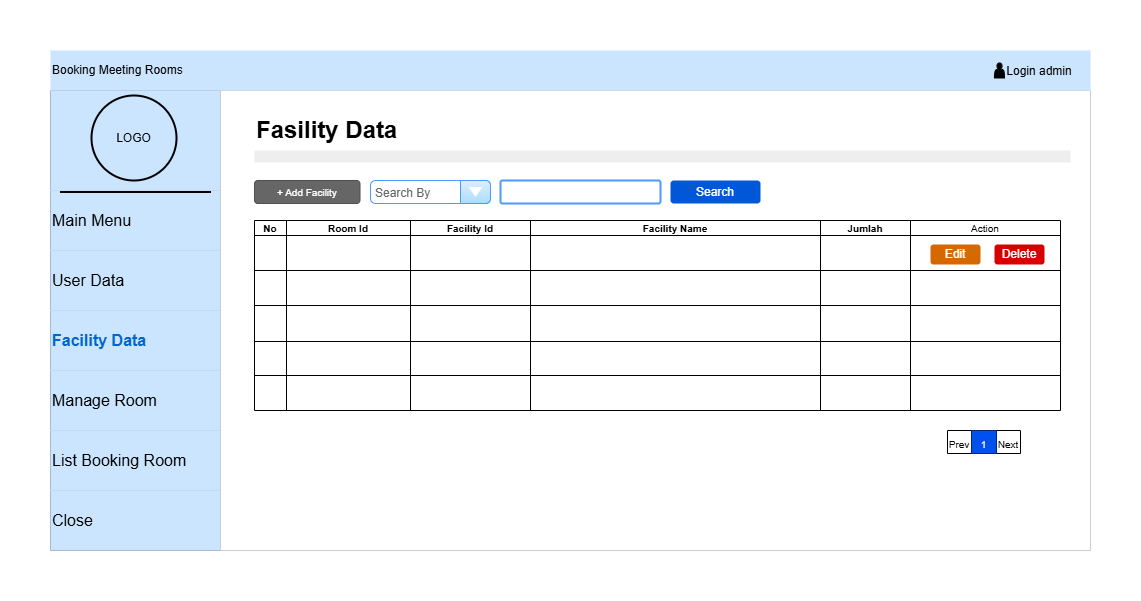 Booking Meeting Rooms
Login admin
LOGO
Main Menu
User Data
Facility Data
Manage Room
List Booking Room
Close
Fasility Data
+ Add Facility
Search By
Search
No Room Id Facility Id Facility Name Jumlah Action
Edit Delete
Prev 1 Next